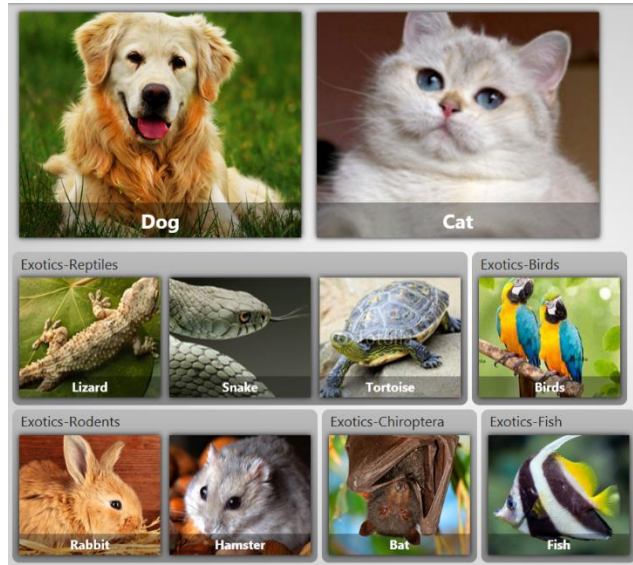 Dog
Cat
Exotics-Reptiles
Exotics-Birds
Lizard
Snake
Tortoise
Birds
Exotics-Rodents
Exotics-Chiroptera
Exotics-Fish
Rabbit
Hamster
Bat
Fish